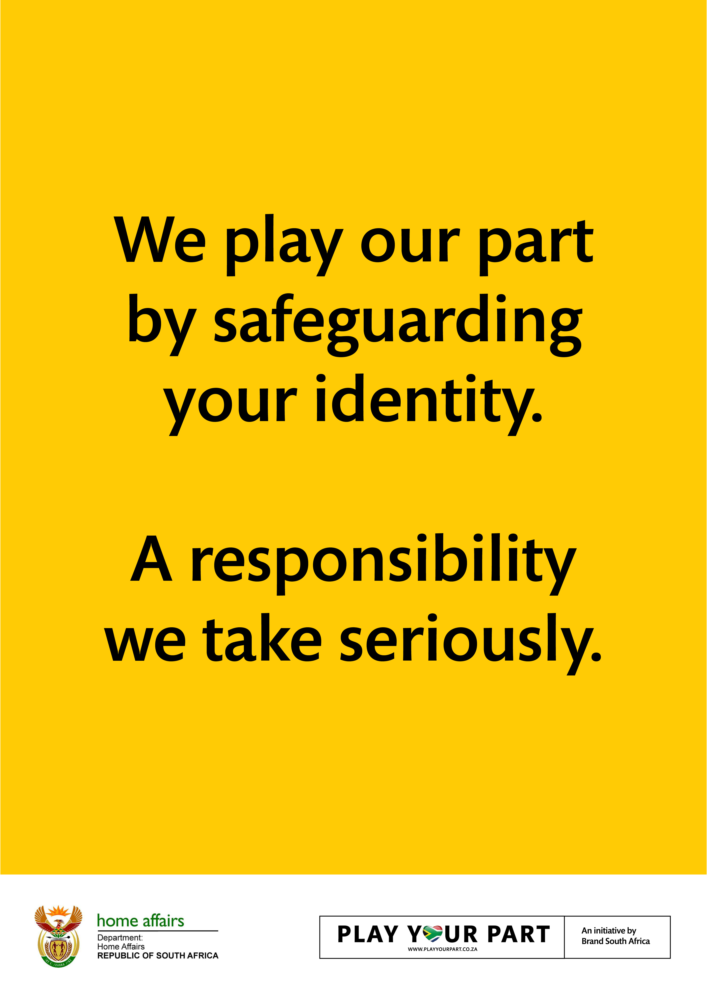 We play our part
by safeguarding
your identity.
A responsibility
we take seriously.
home affairs
Department:
Home Affairs
REPUBLIC OF SOUTH AFRICA
PLAY YOUR PART
WWW.PLAYYOURPART.CO.ZA
An initiative by
Brand South Africa